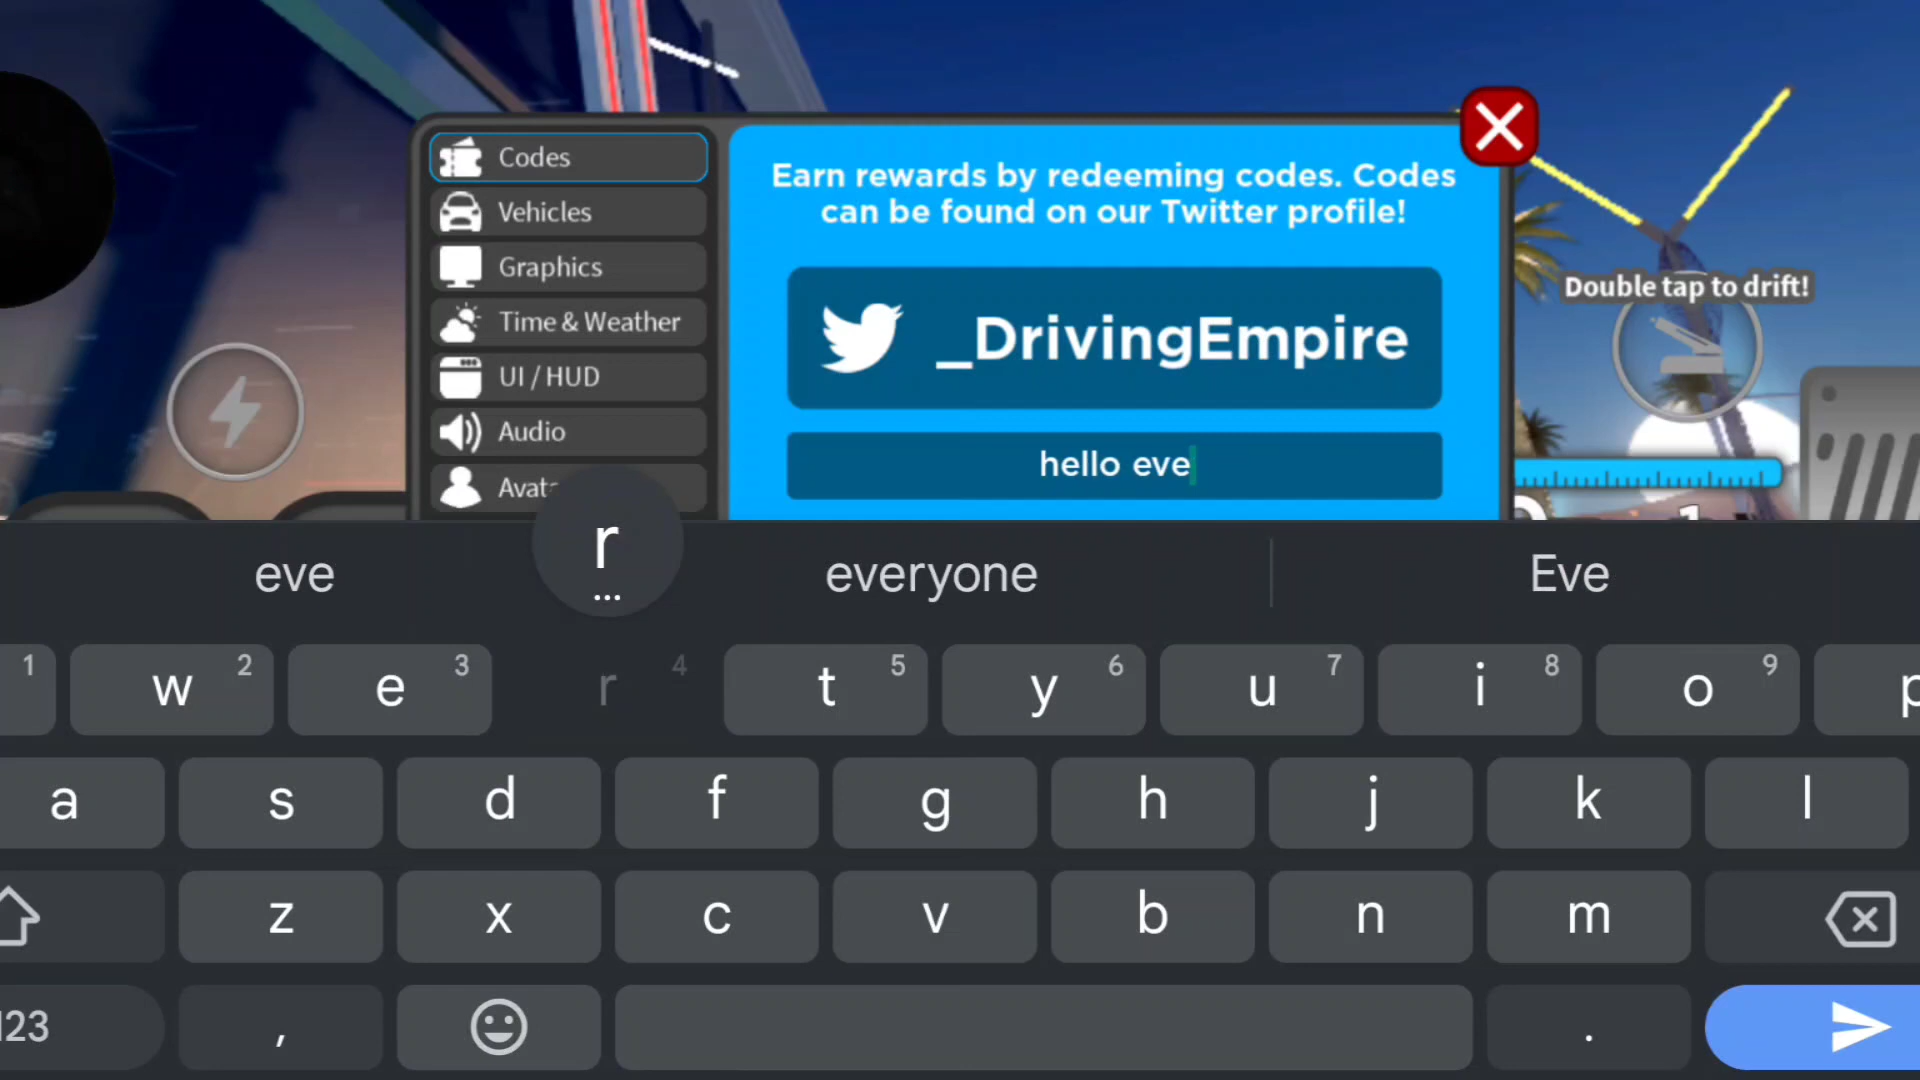 Codes
Vehicles
Graphics
Time & Weather
UI / HUD
Audio
Earn rewards by redeeming codes. Codes
can be found on our Twitter profile!
_DrivingEmpire
hello eve
Double tap to drift!
r
...
eve
everyone
Eve
1
w 2
e 3
r 4
t 5
y 6
u 7
i 8
o 9
p
a
s
d
f
g
h
j
k
l
z
x
c
v
b
n
m
123
,
.